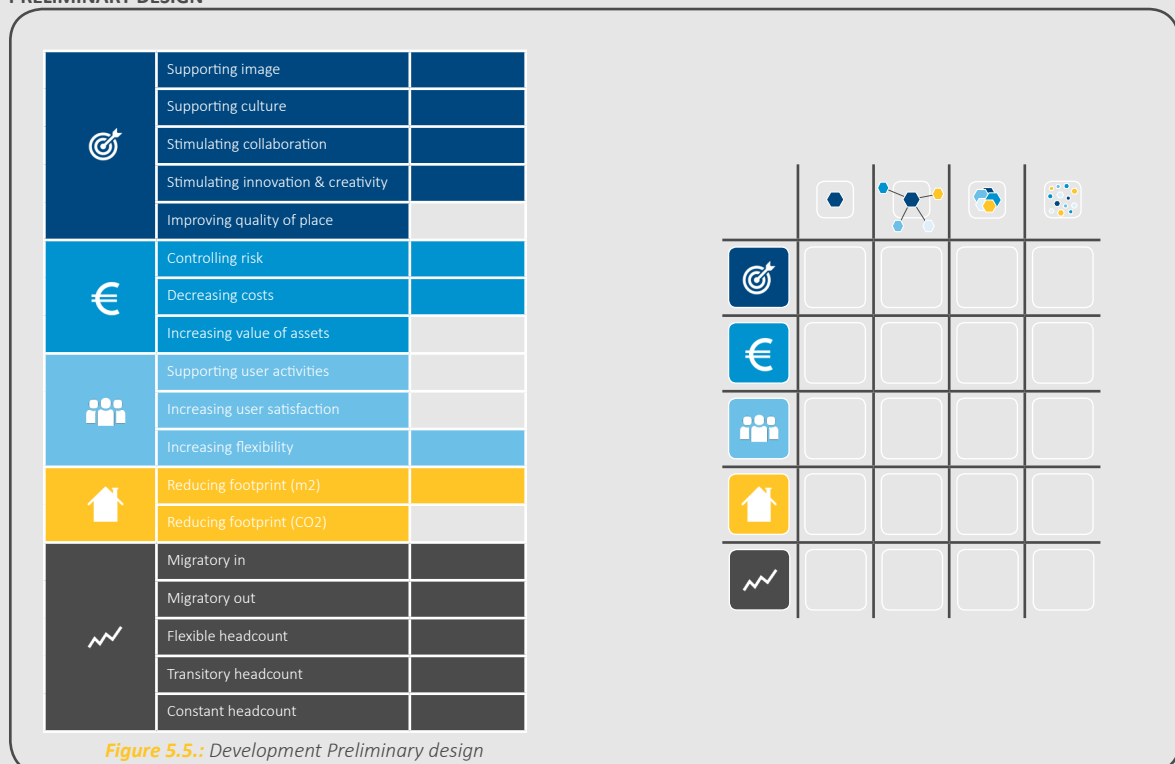 PRELIMINARY DESIGN
Supporting image
Supporting culture
Stimulating collaboration
Stimulating innovation & creativity
Improving quality of place
Controlling risk
€
Decreasing costs
Increasing value of assets
Supporting user activities
Increasing user satisfaction
Increasing flexibility
Reducing footprint (m2)
Reducing footprint (CO2)
Migratory in
Migratory out
Flexible headcount
Transitory headcount
Constant headcount
€
Figure 5.5.: Development Preliminary design